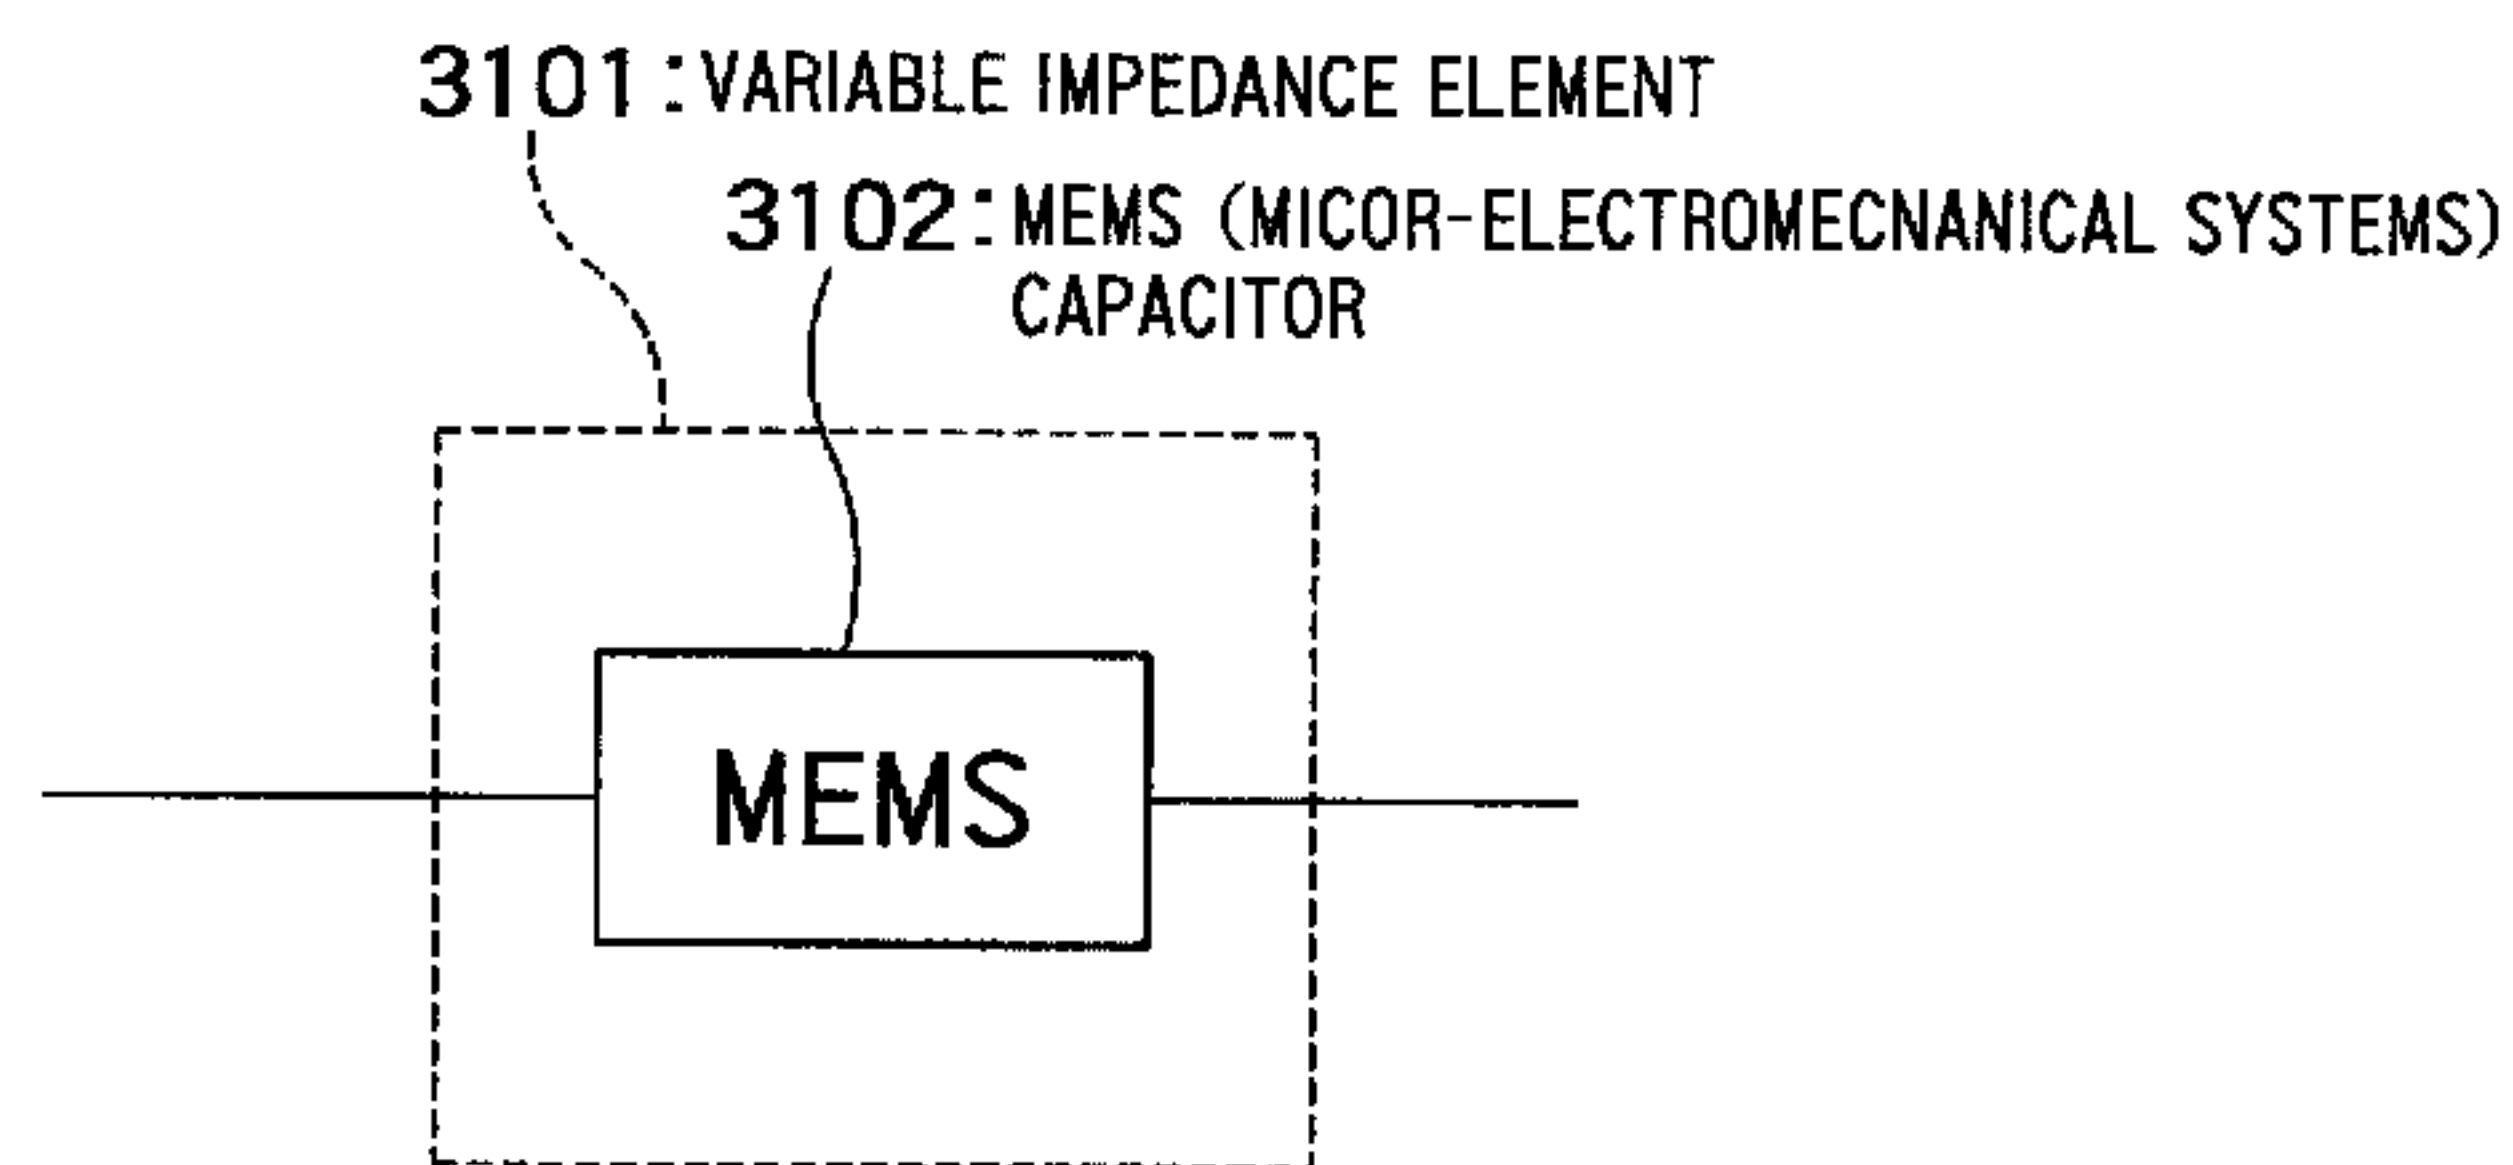 3101:VARIABLE IMPEDANCE ELEMENT
3102:MEMS (MICOR-ELECTROMECNANICAL SYSTEMS)
CAPACITOR
MEMS